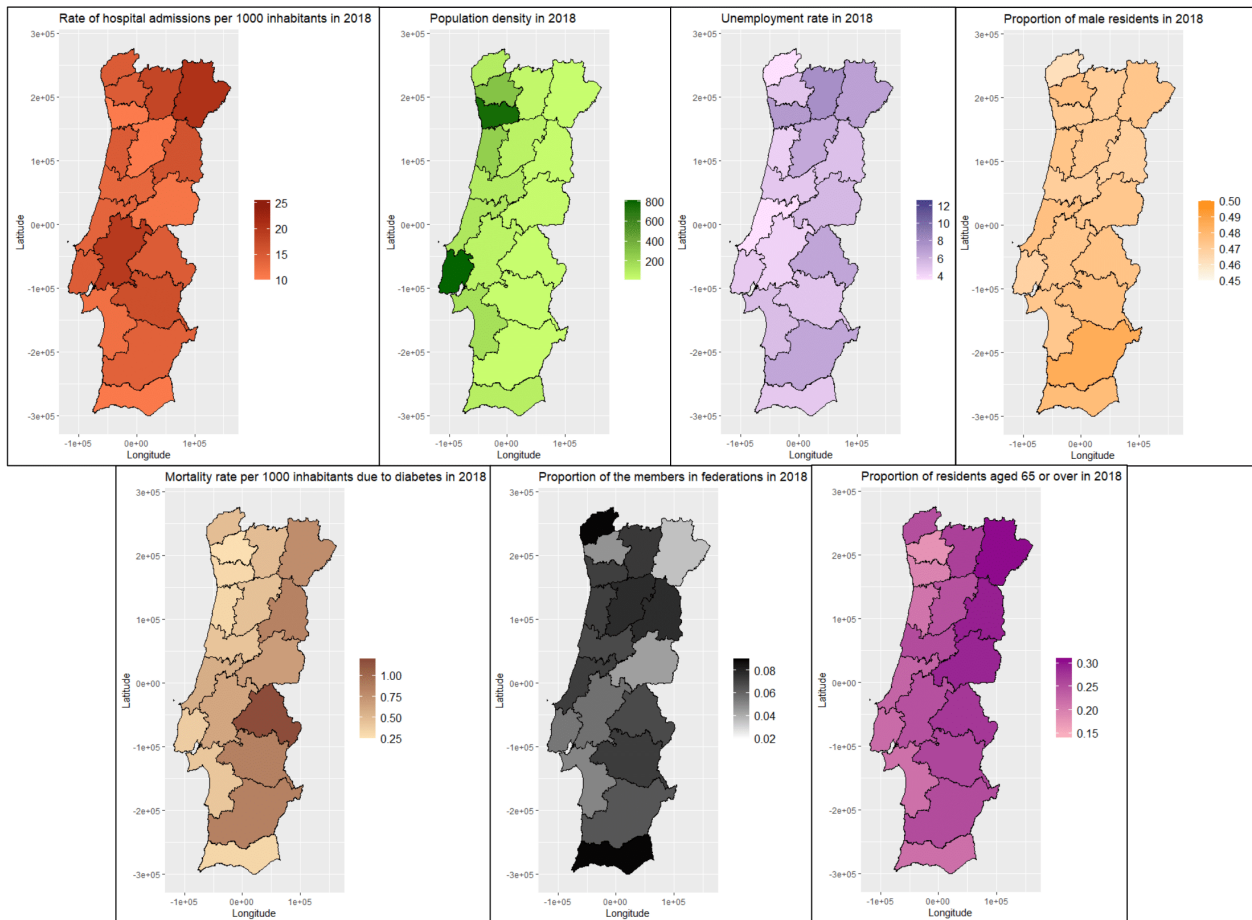 Rate of hospital admissions per 1000 inhabitants in 2018
3e+05
2e+05
1e+05
0e+00
-1e+05
-2e+05
-3e+05
Latitude
-1e+05 0e+00 1e+05
Longitude
25
20
15
10
Population density in 2018
3e+05
2e+05
1e+05
0e+00
-1e+05
-2e+05
-3e+05
Latitude
-1e+05 0e+00 1e+05
Longitude
800
600
400
200
Unemployment rate in 2018
3e+05
2e+05
1e+05
0e+00
-1e+05
-2e+05
-3e+05
Latitude
-1e+05 0e+00 1e+05
Longitude
12
10
8
6
4
Proportion of male residents in 2018
3e+05
2e+05
1e+05
0e+00
-1e+05
-2e+05
-3e+05
Latitude
-1e+05 0e+00 1e+05
Longitude
0.50
0.49
0.48
0.46
0.45
Mortality rate per 1000 inhabitants due to diabetes in 2018
3e+05
2e+05
1e+05
0e+00
-1e+05
-2e+05
-3e+05
Latitude
-1e+05 0e+00 1e+05
Longitude
1.00
0.75
0.50
0.25
Proportion of the members in federations in 2018
3e+05
2e+05
1e+05
0e+00
-1e+05
-2e+05
-3e+05
Latitude
-1e+05 0e+00 1e+05
Longitude
0.08
0.06
0.04
0.02
Proportion of residents aged 65 or over in 2018
3e+05
2e+05
1e+05
0e+00
-1e+05
-2e+05
-3e+05
Latitude
-1e+05 0e+00 1e+05
Longitude
0.30
0.25
0.20
0.15